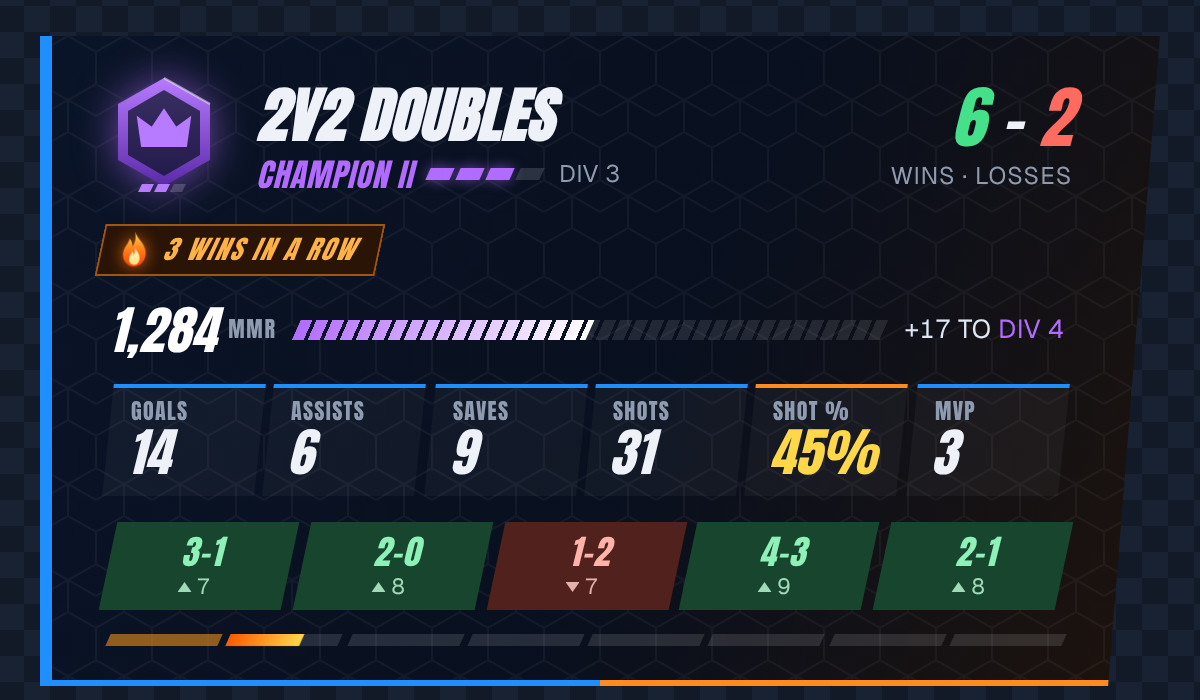 2V2 DOUBLES
6 - 2
CHAMPION II DIV 3
WINS · LOSSES
3 WINS IN A ROW
1,284 MMR +17 TO DIV 4
GOALS ASSISTS SAVES SHOTS SHOT % MVP
14 6 9 31 45% 3
3-1 2-0 1-2 4-3 2-1
▲7 ▲8 ▼7 ▲9 ▲8